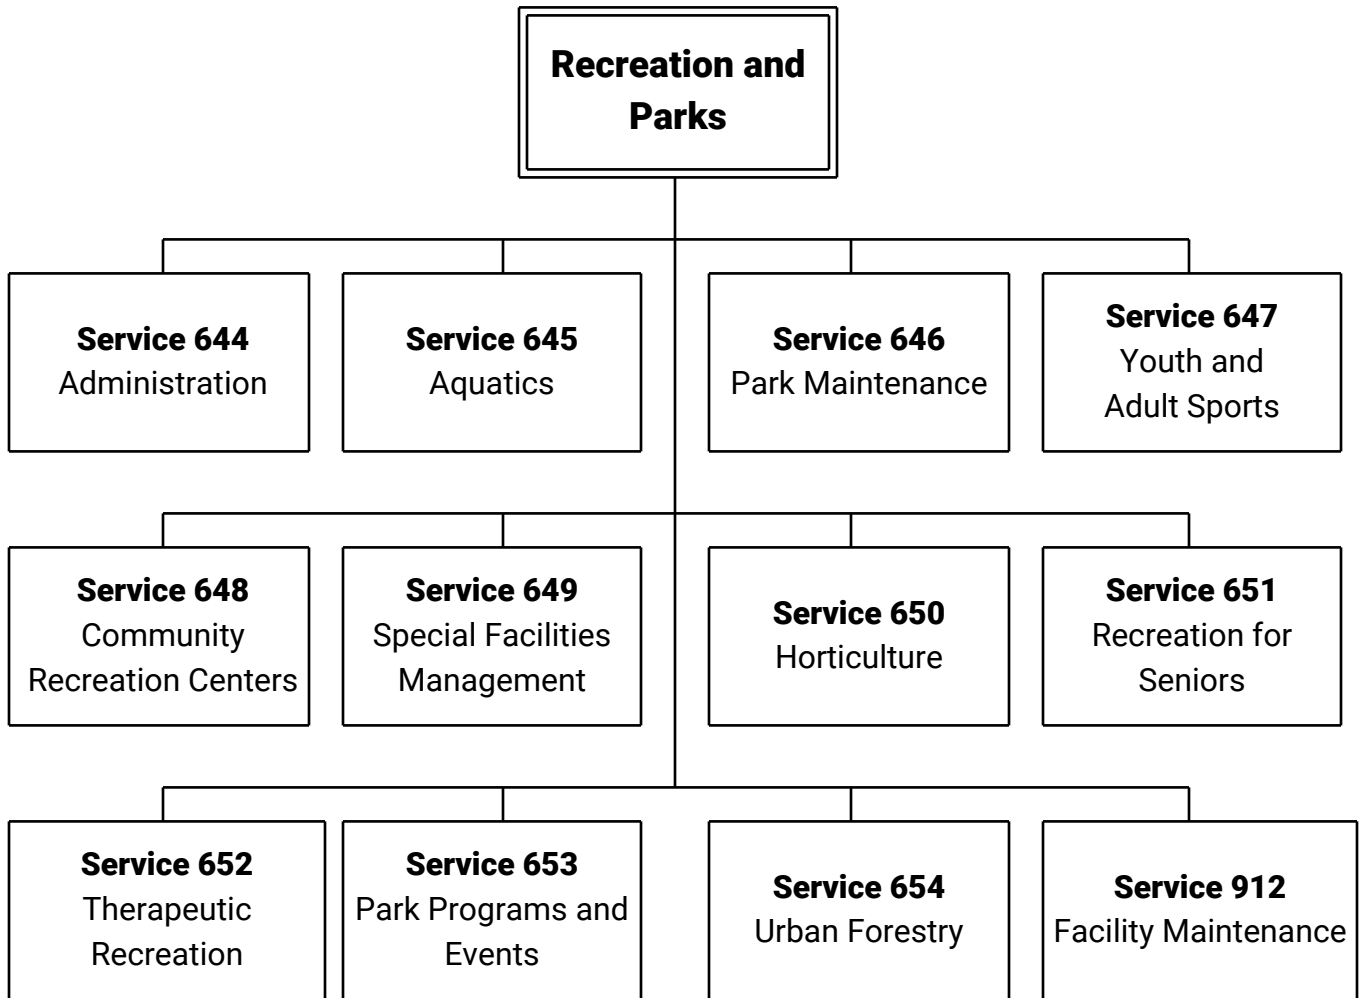 Recreation and
Parks
Service 644
Administration
Service 645
Aquatics
Service 646
Park Maintenance
Service 647
Youth and
Adult Sports
Service 648
Community
Recreation Centers
Service 649
Special Facilities
Management
Service 650
Horticulture
Service 651
Recreation for
Seniors
Service 652
Therapeutic
Recreation
Service 653
Park Programs and
Events
Service 654
Urban Forestry
Service 912
Facility Maintenance